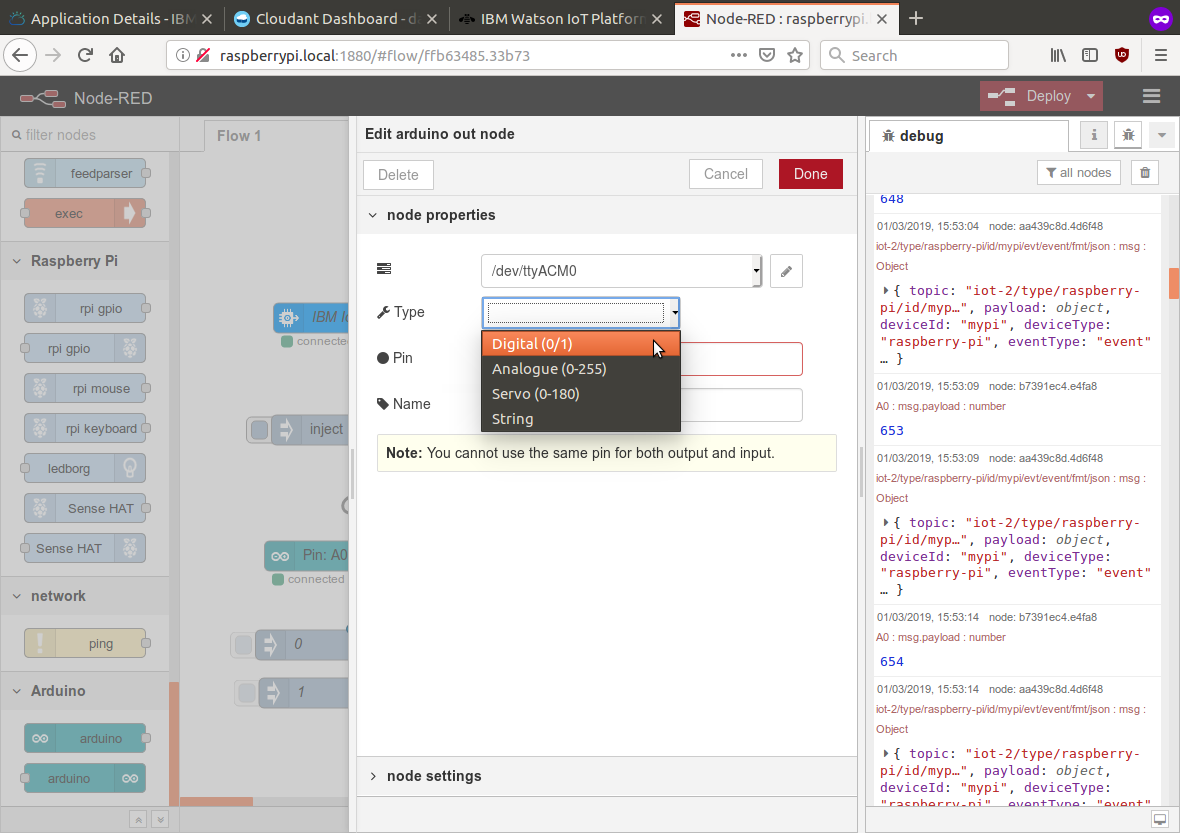 Application Details - IBM
Cloudant Dashboard - da
IBM Watson IoT Platform
Node-RED : raspberrypi.l
raspberrypi.local:1880/#flow/ffb63485.33b73
Search
Node-RED
Deploy
filter nodes
feedparser
exec
Raspberry Pi
rpi gpio
rpi gpio
rpi mouse
rpi keyboard
ledborg
Sense HAT
Sense HAT
network
ping
Arduino
arduino
arduino
Flow 1
IBM Io
connected
inject
Pin: A0
connected
0
1
Edit arduino out node
Delete
Cancel
Done
node properties
/dev/ttyACM0
Type
Digital (0/1)
Analogue (0-255)
Servo (0-180)
String
Pin
Name
Note: You cannot use the same pin for both output and input.
node settings
debug
i
all nodes
648
01/03/2019, 15:53:04 node: aa439c8d.4d6f48
iot-2/type/raspberry-pi/id/mypi/evt/event/fmt/json : msg :
Object
{ topic: "iot-2/type/raspberry-
pi/id/myp…", payload: object,
deviceId: "mypi", deviceType:
"raspberry-pi", eventType: "event"
… }
01/03/2019, 15:53:09 node: b7391ec4.e4fa8
A0 : msg.payload : number
653
01/03/2019, 15:53:09 node: aa439c8d.4d6f48
iot-2/type/raspberry-pi/id/mypi/evt/event/fmt/json : msg :
Object
{ topic: "iot-2/type/raspberry-
pi/id/myp…", payload: object,
deviceId: "mypi", deviceType:
"raspberry-pi", eventType: "event"
… }
01/03/2019, 15:53:14 node: b7391ec4.e4fa8
A0 : msg.payload : number
654
01/03/2019, 15:53:14 node: aa439c8d.4d6f48
iot-2/type/raspberry-pi/id/mypi/evt/event/fmt/json : msg :
Object
{ topic: "iot-2/type/raspberry-
pi/id/myp…", payload: object,
deviceId: "mypi", deviceType:
"raspberry-pi", eventType: "event"